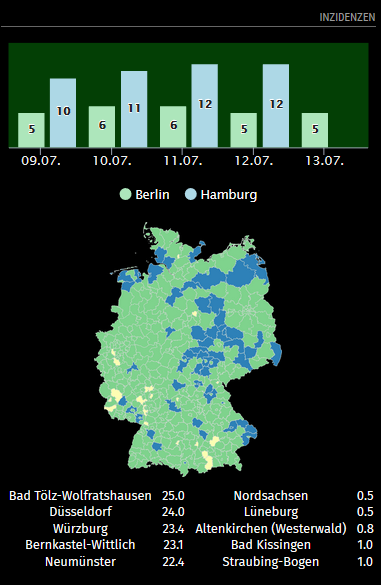 INZIDENZEN
5 10 6 11 6 12 5 12 5
09.07. 10.07. 11.07. 12.07. 13.07.
Berlin Hamburg
Bad Tölz-Wolfratshausen 25.0 Nordsachsen 0.5
Düsseldorf 24.0 Lüneburg 0.5
Würzburg 23.4 Altenkirchen (Westerwald) 0.8
Bernkastel-Wittlich 23.1 Bad Kissingen 1.0
Neumünster 22.4 Straubing-Bogen 1.0